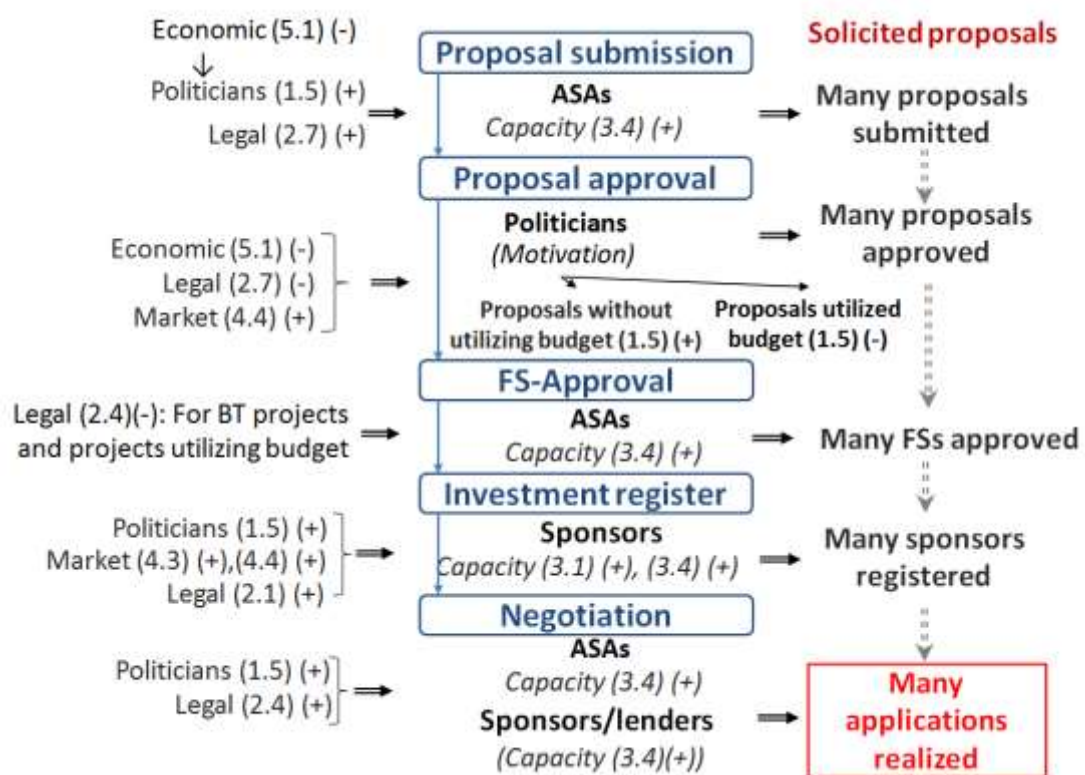 Economic (5.1) (-)
Politicians (1.5) (+)
Legal (2.7) (+)
Proposal submission
ASAs
Capacity (3.4) (+)
Solicited proposals
Many proposals
submitted
Proposal approval
Economic (5.1) (-)
Legal (2.7) (-)
Market (4.4) (+)
Politicians
(Motivation)
Proposals without
utilizing budget (1.5) (+)
Proposals utilized
budget (1.5) (-)
Many proposals
approved
FS-Approval
Legal (2.4)(-): For BT projects
and projects utilizing budget
ASAs
Capacity (3.4) (+)
Many FSs approved
Investment register
Politicians (1.5) (+)
Market (4.3) (+),(4.4) (+)
Legal (2.1) (+)
Sponsors
Capacity (3.1) (+), (3.4) (+)
Many sponsors
registered
Negotiation
Politicians (1.5) (+)
Legal (2.4) (+)
ASAs
Capacity (3.4) (+)
Sponsors/lenders
(Capacity (3.4)(+))
Many
applications
realized